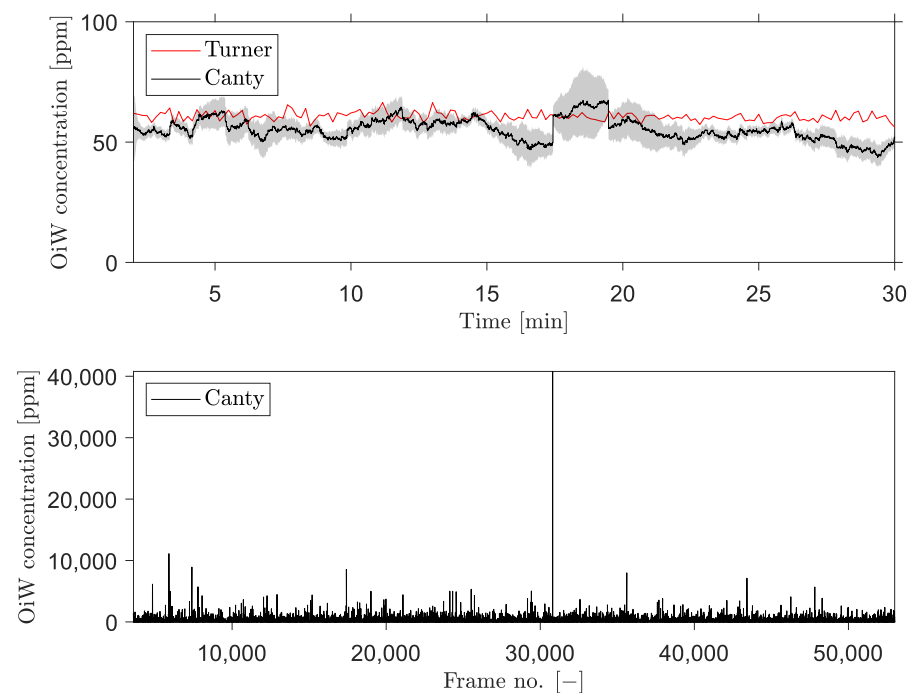 OiW concentration [ppm]
100
50
0
Turner
Canty
5 10 15 20 25 30
Time [min]
OiW concentration [ppm]
40,000
30,000
20,000
10,000
0
Canty
10,000 20,000 30,000 40,000 50,000
Frame no. [−]